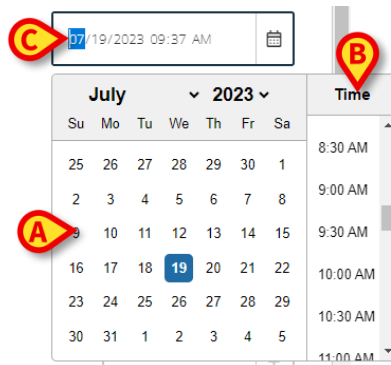 C
07/19/2023 09:37 AM
B
July 2023 Time
Su Mo Tu We Th Fr Sa
25 26 27 28 29 30 1
8:30 AM
2 3 4 5 6 7 8
9:00 AM
A
9 10 11 12 13 14 15
9:30 AM
16 17 18 19 20 21 22
10:00 AM
23 24 25 26 27 28 29
10:30 AM
30 31 1 2 3 4 5
11:00 AM